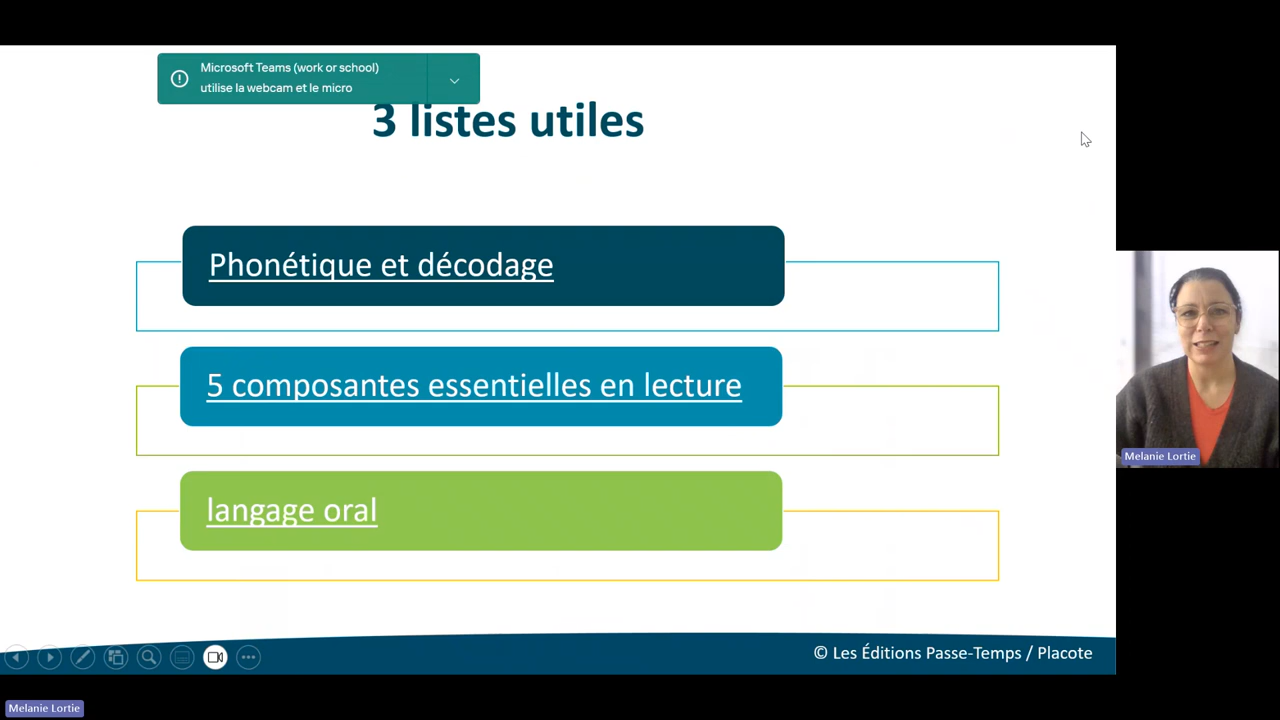 Microsoft Teams (work or school)
utilise la webcam et le micro
3 listes utiles
Phonétique et décodage
5 composantes essentielles en lecture
langage oral
Melanie Lortie
© Les Éditions Passe-Temps / Placote
Melanie Lortie